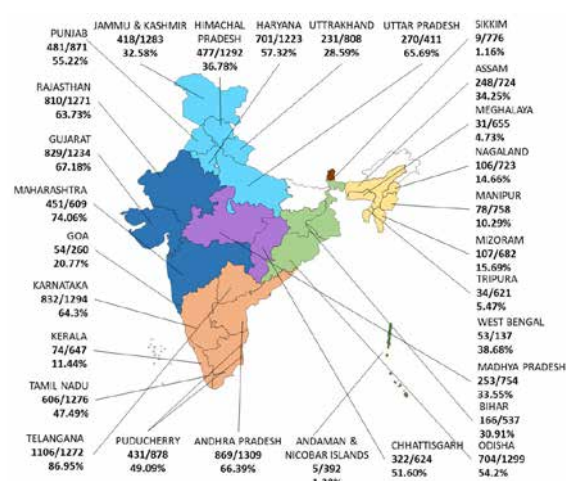 PUNJAB
481/871
55.22%
JAMMU & KASHMIR
418/1283
32.58%
HIMACHAL
PRADESH
477/1292
36.78%
HARYANA
701/1223
57.32%
UTTRAKHAND
231/808
28.59%
UTTAR PRADESH
270/411
65.69%
SIKKIM
9/776
1.16%
RAJASTHAN
810/1271
63.73%
ASSAM
248/724
34.25%
MEGHALAYA
31/655
4.73%
GUJARAT
829/1234
67.18%
NAGALAND
106/723
14.66%
MAHARASHTRA
451/609
74.06%
MANIPUR
78/758
10.29%
GOA
54/260
20.77%
MIZORAM
107/682
15.69%
KARNATAKA
832/1294
64.3%
TRIPURA
34/621
5.47%
KERALA
74/647
11.44%
WEST BENGAL
53/137
38.68%
TAMIL NADU
606/1276
47.49%
MADHYA PRADESH
253/754
33.55%
BIHAR
166/537
30.91%
TELANGANA
1106/1272
86.95%
PUDUCHERRY
431/878
49.09%
ANDHRA PRADESH
869/1309
66.39%
ANDAMAN &
NICOBAR ISLANDS
5/392
CHHATTISGARH
322/624
51.60%
ODISHA
704/1299
54.2%